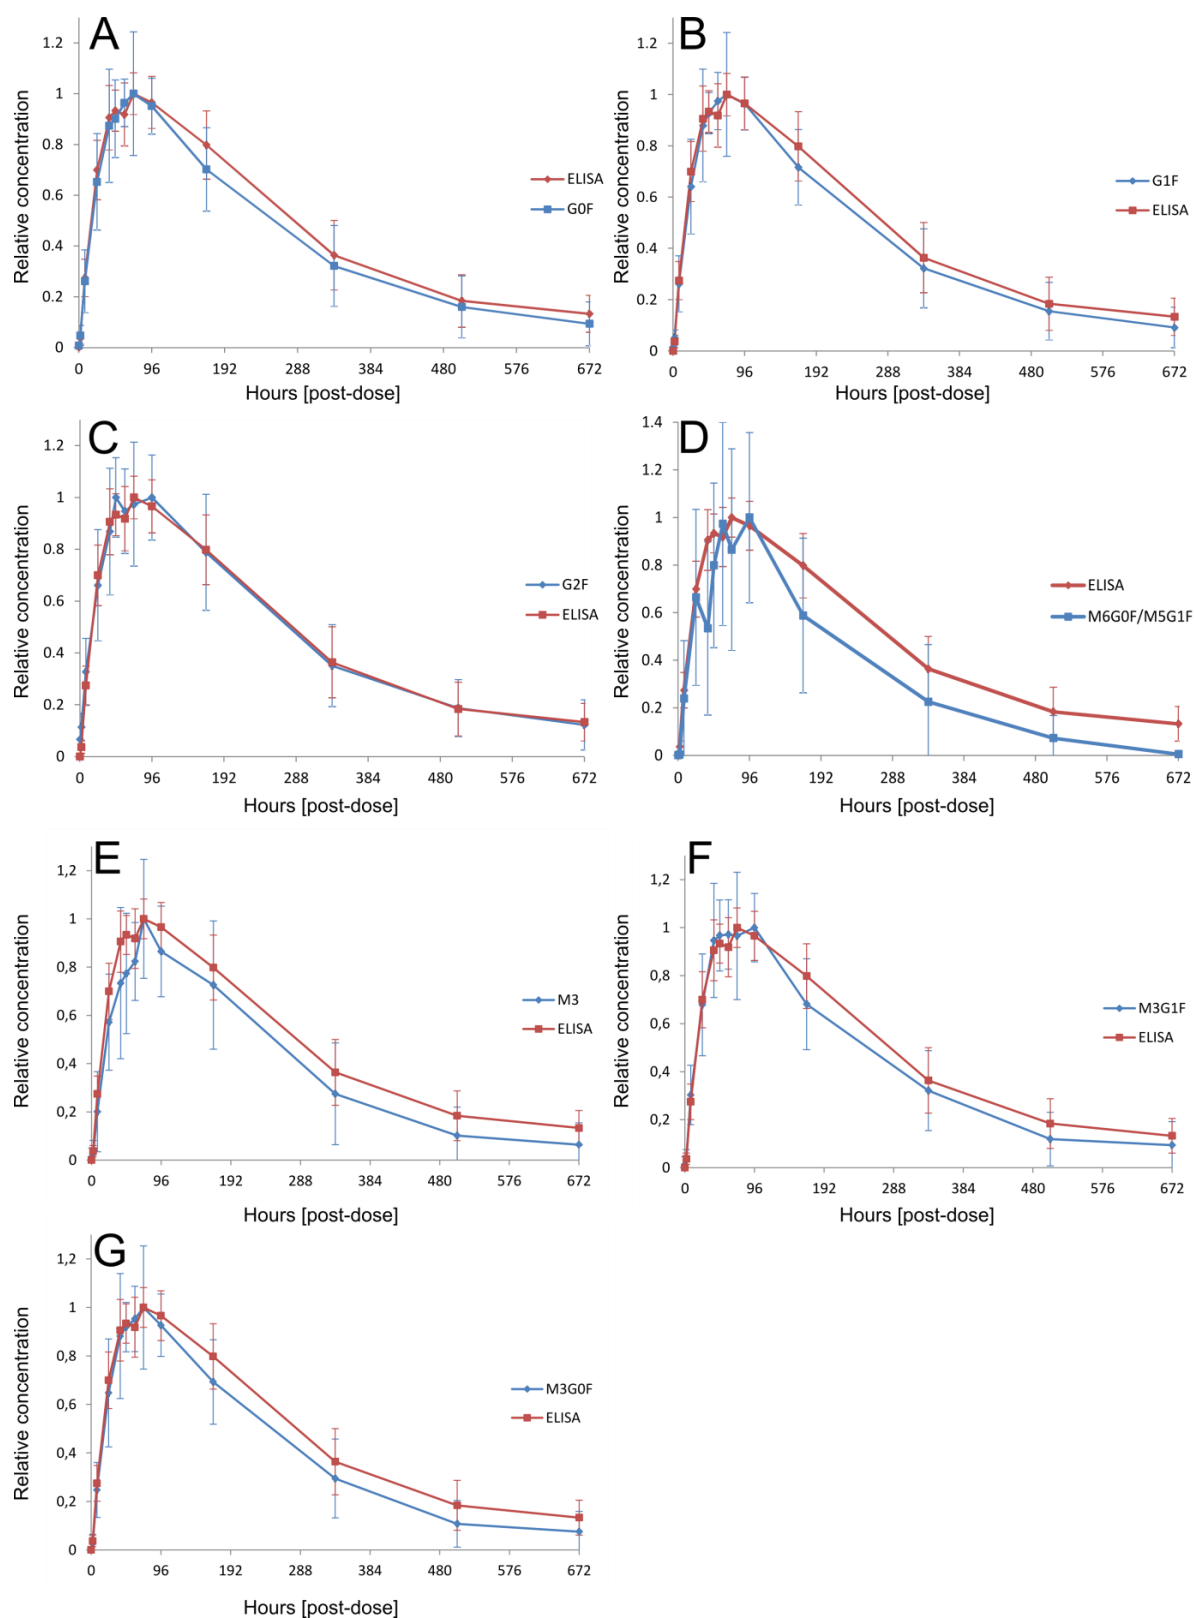 A
Relative concentration
1.2
1
0.8
0.6
0.4
0.2
0
0 96 192 288 384 480 576 672
Hours [post-dose]
ELISA
G0F
B
Relative concentration
1.2
1
0.8
0.6
0.4
0.2
0
0 96 192 288 384 480 576 672
Hours [post-dose]
G1F
ELISA
C
Relative concentration
1.2
1
0.8
0.6
0.4
0.2
0
0 96 192 288 384 480 576 672
Hours [post-dose]
G2F
ELISA
D
Relative concentration
1.4
1.2
1
0.8
0.6
0.4
0.2
0
0 96 192 288 384 480 576 672
Hours [post-dose]
ELISA
M6G0F/M5G1F
E
Relative concentration
1,2
1
0,8
0,6
0,4
0,2
0
0 96 192 288 384 480 576 672
Hours [post-dose]
M3
ELISA
F
Relative concentration
1,2
1
0,8
0,6
0,4
0,2
0
0 96 192 288 384 480 576 672
Hours [post-dose]
M3G1F
ELISA
G
Relative concentration
1,2
1
0,8
0,6
0,4
0,2
0
0 96 192 288 384 480 576 672
Hours [post-dose]
M3G0F
ELISA